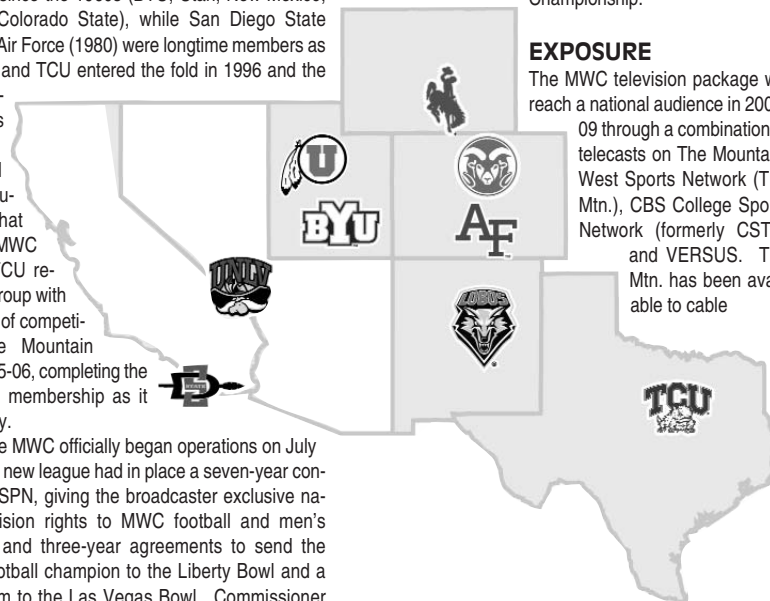 since the 1960s (BYU, Utah, New Mexico,
Colorado State), while San Diego State
Air Force (1980) were longtime members as
and TCU entered the fold in 1996 and the
-
s
u-
hat
MWC
TCU re-
roup with
of competi-
e Mountain
5-06, completing the
membership as it
y.
e MWC officially began operations on July
new league had in place a seven-year con-
SPN, giving the broadcaster exclusive na-
ision rights to MWC football and men's
and three-year agreements to send the
otball champion to the Liberty Bowl and a
m to the Las Vegas Bowl. Commissioner
U
BYU
AF
UNLV
LOBOS
STATE
TCU
Championship.
EXPOSURE
The MWC television package w
reach a national audience in 200
09 through a combination
telecasts on The Mounta
West Sports Network (T
Mtn.), CBS College Spo
Network (formerly CST
and VERSUS. T
Mtn. has been ava
able to cable